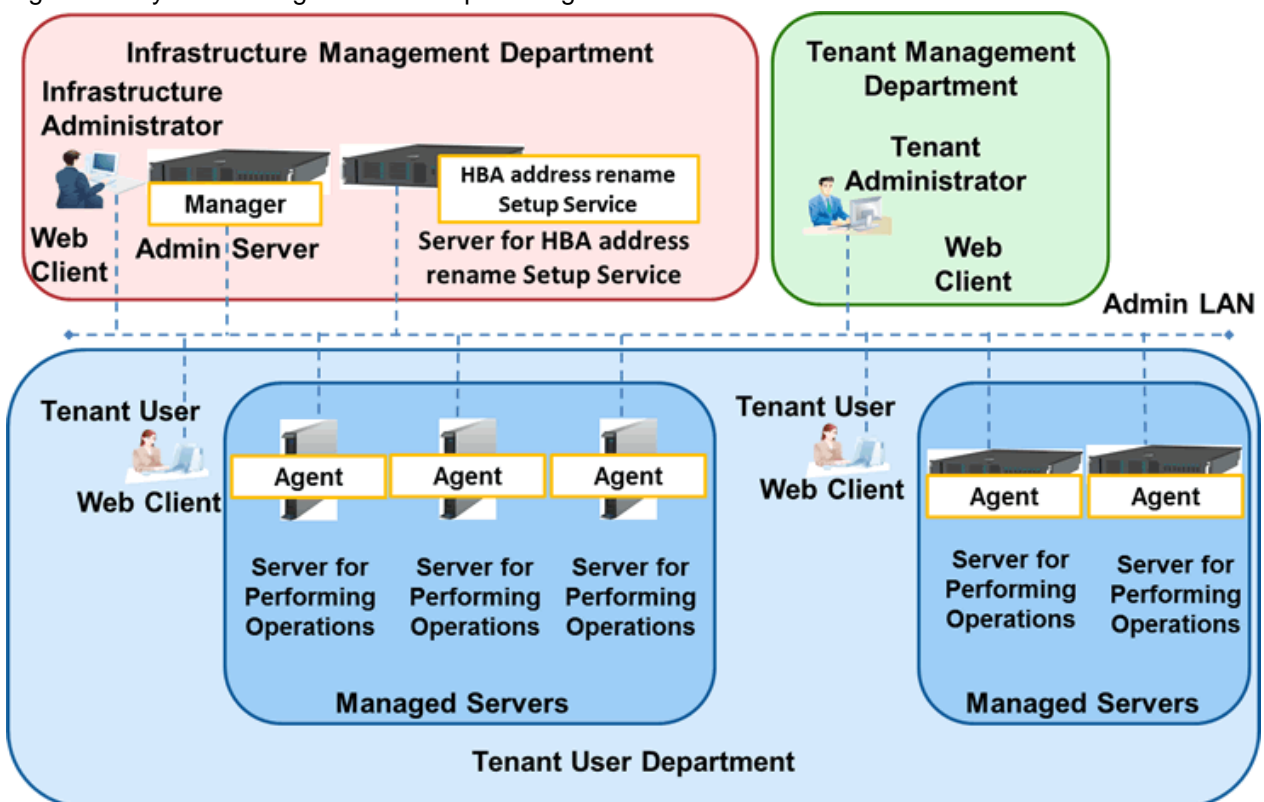 Infrastructure Management Department
Infrastructure
Administrator
Manager
Web
Client
Admin Server
HBA address rename
Setup Service
Server for HBA address
rename Setup Service
Tenant Management
Department
Tenant
Administrator
Web
Client
Admin LAN
Tenant User
Web Client
Agent
Agent
Agent
Server for
Performing
Operations
Server for
Performing
Operations
Server for
Performing
Operations
Managed Servers
Tenant User
Web Client
Agent
Agent
Server for
Performing
Operations
Server for
Performing
Operations
Managed Servers
Tenant User Department